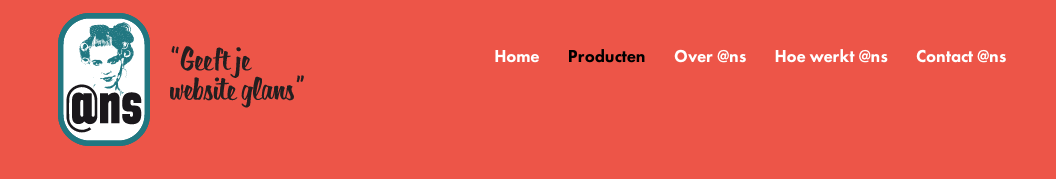 @ns
“Geeft je
website glans”
Home Producten Over @ns Hoe werkt @ns Contact @ns